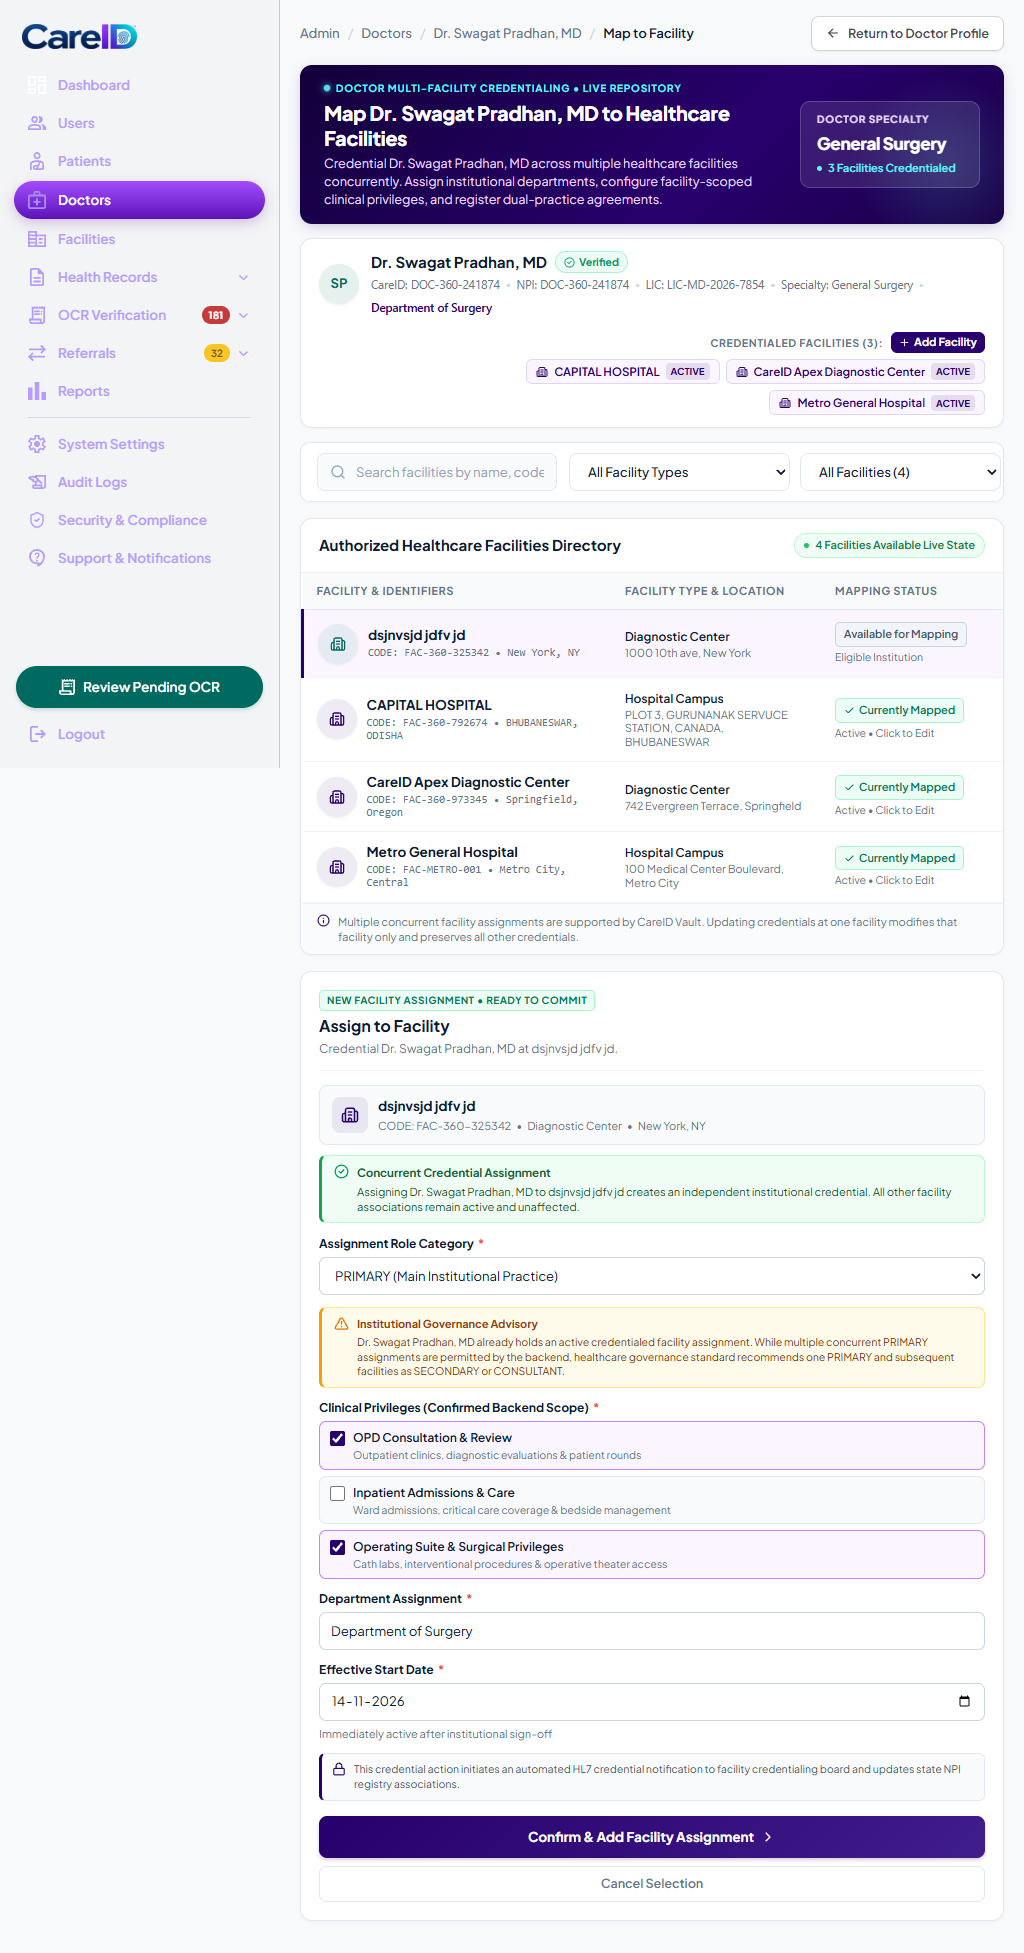 CareID
Admin / Doctors / Dr. Swagat Pradhan, MD / Map to Facility
Return to Doctor Profile
Dashboard
Users
Patients
Doctors
Facilities
Health Records
OCR Verification 181
Referrals 32
Reports
System Settings
Audit Logs
Security & Compliance
Support & Notifications
Review Pending OCR
Logout
DOCTOR MULTI-FACILITY CREDENTIALING • LIVE REPOSITORY
Map Dr. Swagat Pradhan, MD to Healthcare
Facilities
Credential Dr. Swagat Pradhan, MD across multiple healthcare facilities
concurrently. Assign institutional departments, configure facility-scoped
clinical privileges, and register dual-practice agreements.
DOCTOR SPECIALTY
General Surgery
• 3 Facilities Credentialed
SP
Dr. Swagat Pradhan, MD Verified
CareID: DOC-360-241874 • NPI: DOC-360-241874 • LIC: LIC-MD-2026-7854 • Specialty: General Surgery •
Department of Surgery
CREDENTIALED FACILITIES (3): + Add Facility
CAPITAL HOSPITAL ACTIVE
CareID Apex Diagnostic Center ACTIVE
Metro General Hospital ACTIVE
Search facilities by name, code
All Facility Types
All Facilities (4)
Authorized Healthcare Facilities Directory
• 4 Facilities Available Live State
FACILITY & IDENTIFIERS FACILITY TYPE & LOCATION MAPPING STATUS
dsjnvsjd jdfv jd
CODE: FAC-360-325342 • New York, NY
Diagnostic Center
1000 10th ave, New York
Available for Mapping
Eligible Institution
CAPITAL HOSPITAL
CODE: FAC-360-792674 • BHUBANESWAR,
ODISHA
Hospital Campus
PLOT 3, GURUNANAK SERVUCE
STATION, CANADA,
BHUBANESWAR
Currently Mapped
Active • Click to Edit
CareID Apex Diagnostic Center
CODE: FAC-360-973345 • Springfield,
Oregon
Diagnostic Center
742 Evergreen Terrace, Springfield
Currently Mapped
Active • Click to Edit
Metro General Hospital
CODE: FAC-METRO-001 • Metro City,
Central
Hospital Campus
100 Medical Center Boulevard,
Metro City
Currently Mapped
Active • Click to Edit
Multiple concurrent facility assignments are supported by CareID Vault. Updating credentials at one facility modifies that
facility only and preserves all other credentials.
NEW FACILITY ASSIGNMENT • READY TO COMMIT
Assign to Facility
Credential Dr. Swagat Pradhan, MD at dsjnvsjd jdfv jd.
dsjnvsjd jdfv jd
CODE: FAC-360-325342 • Diagnostic Center • New York, NY
Concurrent Credential Assignment
Assigning Dr. Swagat Pradhan, MD to dsjnvsjd jdfv jd creates an independent institutional credential. All other facility
associations remain active and unaffected.
Assignment Role Category *
PRIMARY (Main Institutional Practice)
Institutional Governance Advisory
Dr. Swagat Pradhan, MD already holds an active credentialed facility assignment. While multiple concurrent PRIMARY
assignments are permitted by the backend, healthcare governance standard recommends one PRIMARY and subsequent
facilities as SECONDARY or CONSULTANT.
Clinical Privileges (Confirmed Backend Scope) *
OPD Consultation & Review
Outpatient clinics, diagnostic evaluations & patient rounds
Inpatient Admissions & Care
Ward admissions, critical care coverage & bedside management
Operating Suite & Surgical Privileges
Cath labs, interventional procedures & operative theater access
Department Assignment *
Department of Surgery
Effective Start Date *
14-11-2026
Immediately active after institutional sign-off
This credential action initiates an automated HL7 credential notification to facility credentialing board and updates state NPI
registry associations.
Confirm & Add Facility Assignment
Cancel Selection